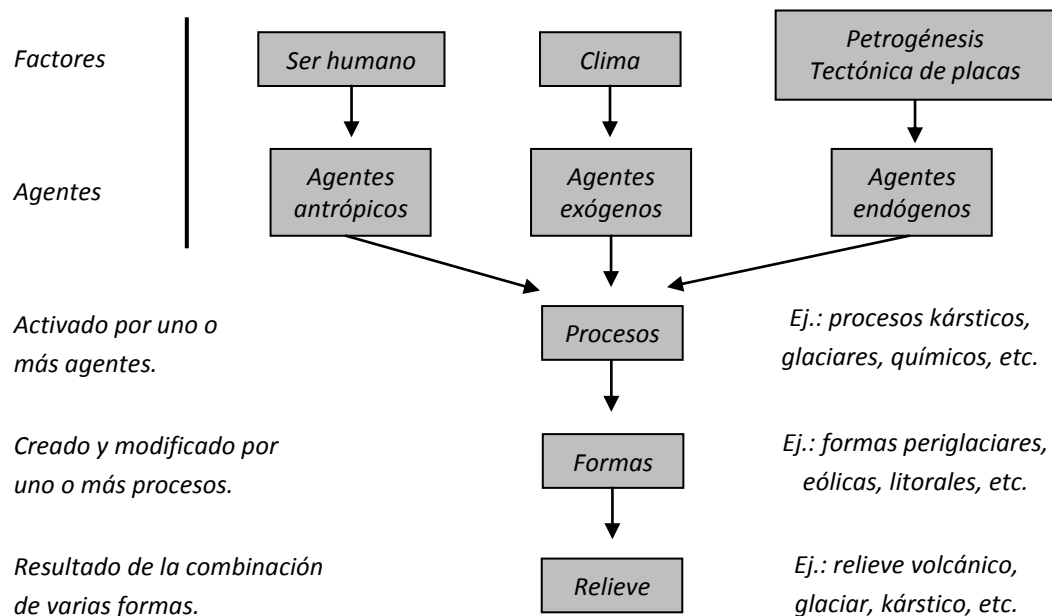 Factores
Ser humano
Clima
Petrogénesis
Tectónica de placas
Agentes
Agentes
antrópicos
Agentes
exógenos
Agentes
endógenos
Activado por uno o
más agentes.
Procesos
Ej.: procesos kársticos,
glaciares, químicos, etc.
Creado y modificado por
uno o más procesos.
Formas
Ej.: formas periglaciares,
eólicas, litorales, etc.
Resultado de la combinación
de varias formas.
Relieve
Ej.: relieve volcánico,
glaciar, kárstico, etc.